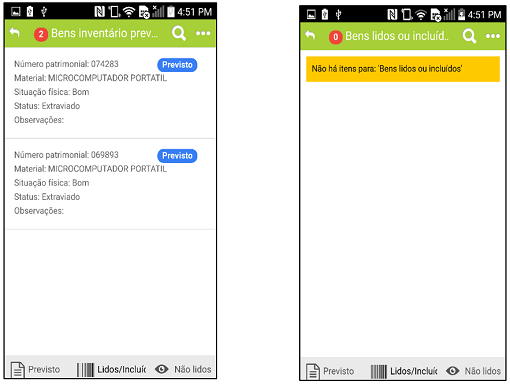 4:51 PM
2 Bens inventário prev...
Número patrimonial: 074283
Previsto
Material: MICROCOMPUTADOR PORTATIL
Situação física: Bom
Status: Extraviado
Observações:
Número patrimonial: 069893
Previsto
Material: MICROCOMPUTADOR PORTATIL
Situação física: Bom
Status: Extraviado
Observações:
Previsto
Lidos/Incluíd
Não lidos
4:51 PM
0 Bens lidos ou incluíd..
Não há itens para: 'Bens lidos ou incluídos'
Previsto
Lidos/Incluíd
Não lidos